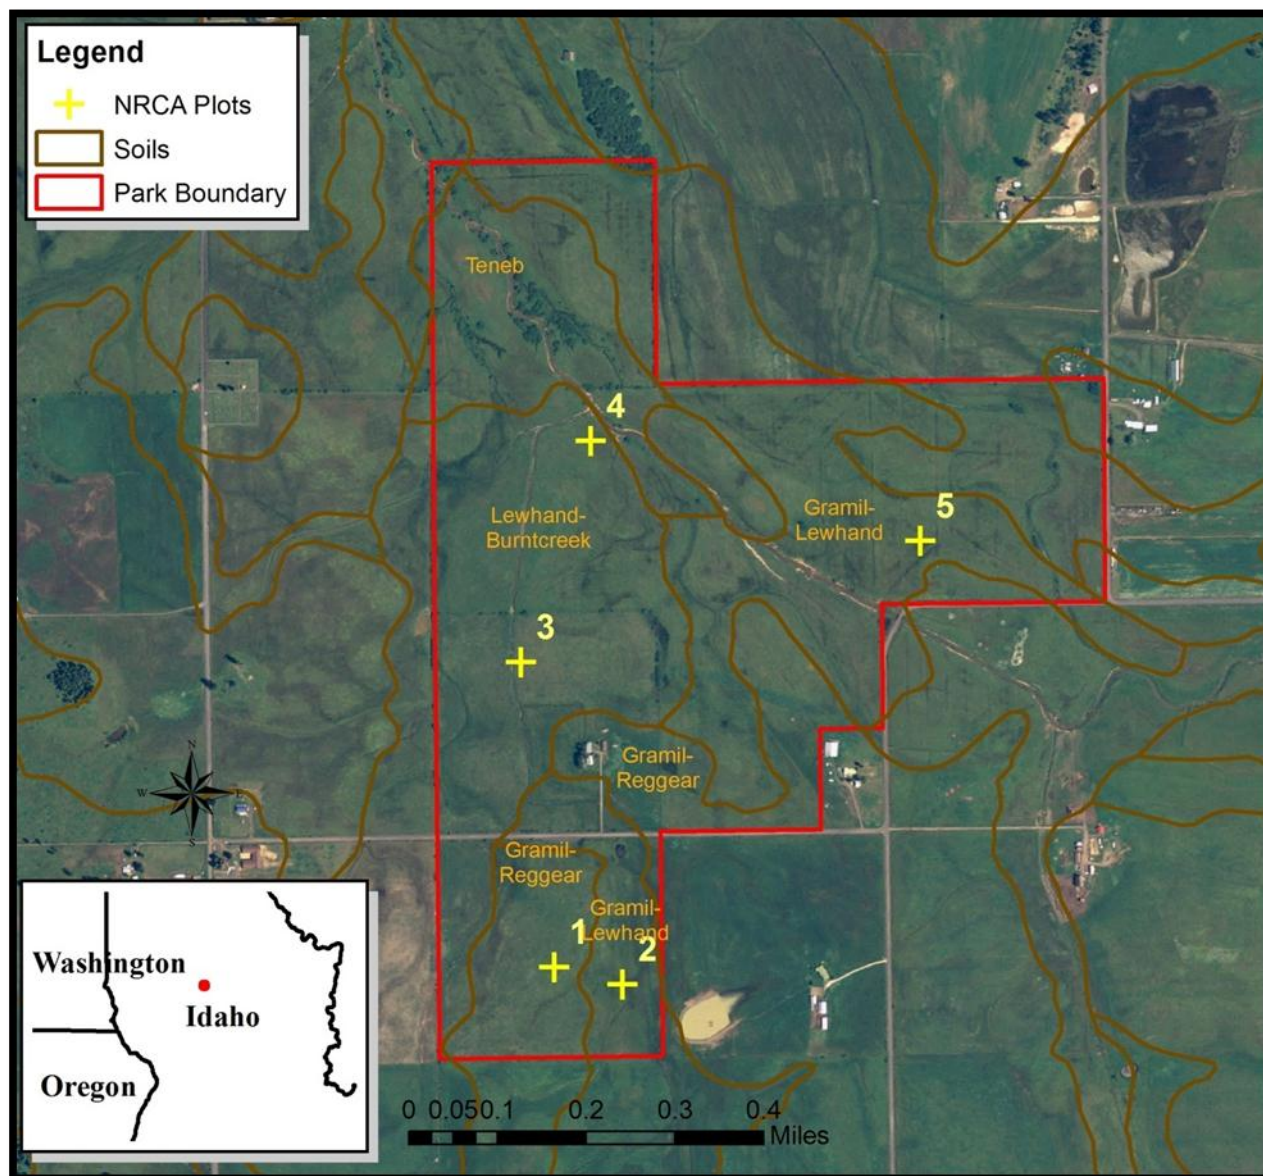 Legend
NRCA Plots
Soils
Park Boundary
Teneb
4
Lewhand-
Burntcreek
Gramil-
Lewhand
5
3
Gramil-
Reggear
N
W
E
S
Gramil-
Reggear
Gramil-
Lewhand
1
2
Washington
Idaho
Oregon
0 0.050.1 0.2 0.3 0.4
Miles